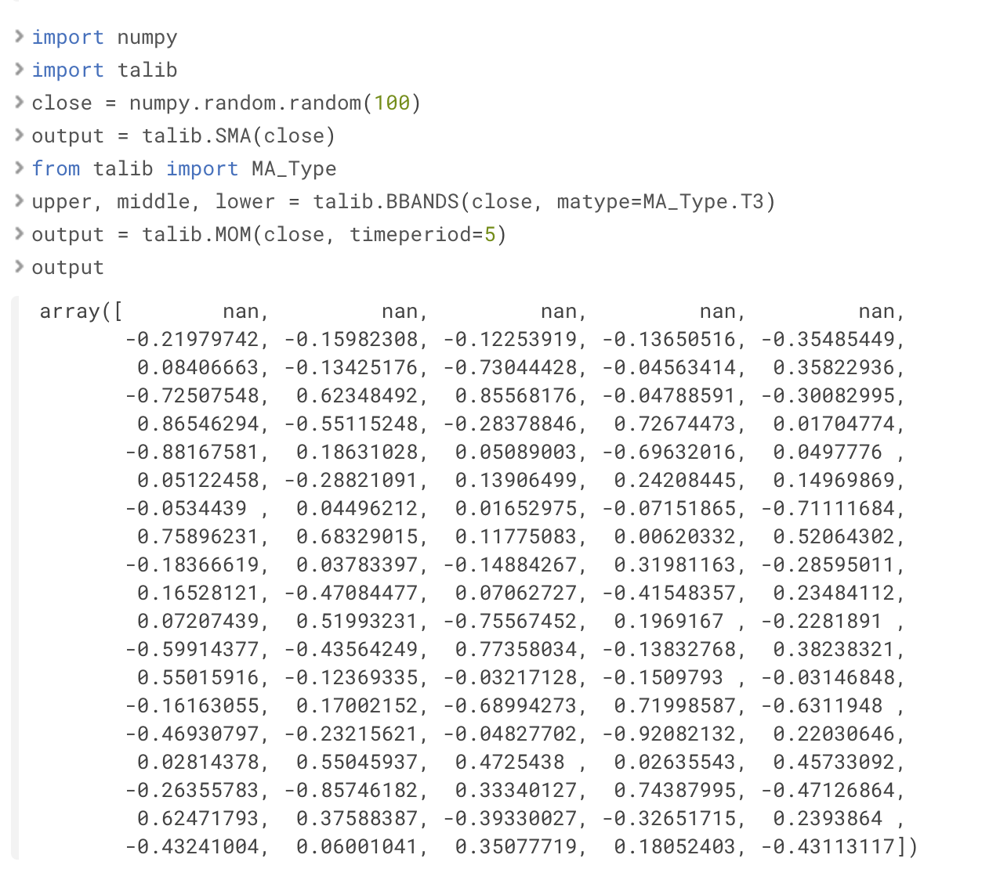 > import numpy
> import talib
> close = numpy.random.random(100)
> output = talib.SMA(close)
> from talib import MA_Type
> upper, middle, lower = talib.BBANDS(close, matype=MA_Type.T3)
> output = talib.MOM(close, timeperiod=5)
> output
array([        nan,         nan,         nan,         nan,         nan,
       -0.21979742, -0.15982308, -0.12253919, -0.13650516, -0.35485449,
        0.08406663, -0.13425176, -0.73044428, -0.04563414,  0.35822936,
       -0.72507548,  0.62348492,  0.85568176, -0.04788591, -0.30082995,
        0.86546294, -0.55115248, -0.28378846,  0.72674473,  0.01704774,
       -0.88167581,  0.18631028,  0.05089003, -0.69632016,  0.0497776 ,
        0.05122458, -0.28821091,  0.13906499,  0.24208445,  0.14969869,
       -0.0534439 ,  0.04496212,  0.01652975, -0.07151865, -0.71111684,
        0.75896231,  0.68329015,  0.11775083,  0.00620332,  0.52064302,
       -0.18366619,  0.03783397, -0.14884267,  0.31981163, -0.28595011,
        0.16528121, -0.47084477,  0.07062727, -0.41548357,  0.23484112,
        0.07207439,  0.51993231, -0.75567452,  0.1969167 , -0.2281891 ,
       -0.59914377, -0.43564249,  0.77358034, -0.13832768,  0.38238321,
        0.55015916, -0.12369335, -0.03217128, -0.1509793 , -0.03146848,
       -0.16163055,  0.17002152, -0.68994273,  0.71998587, -0.6311948 ,
       -0.46930797, -0.23215621, -0.04827702, -0.92082132,  0.22030646,
        0.02814378,  0.55045937,  0.4725438 ,  0.02635543,  0.45733092,
       -0.26355783, -0.85746182,  0.33340127,  0.74387995, -0.47126864,
        0.62471793,  0.37588387, -0.39330027, -0.32651715,  0.2393864 ,
       -0.43241004,  0.06001041,  0.35077719,  0.18052403, -0.43113117])